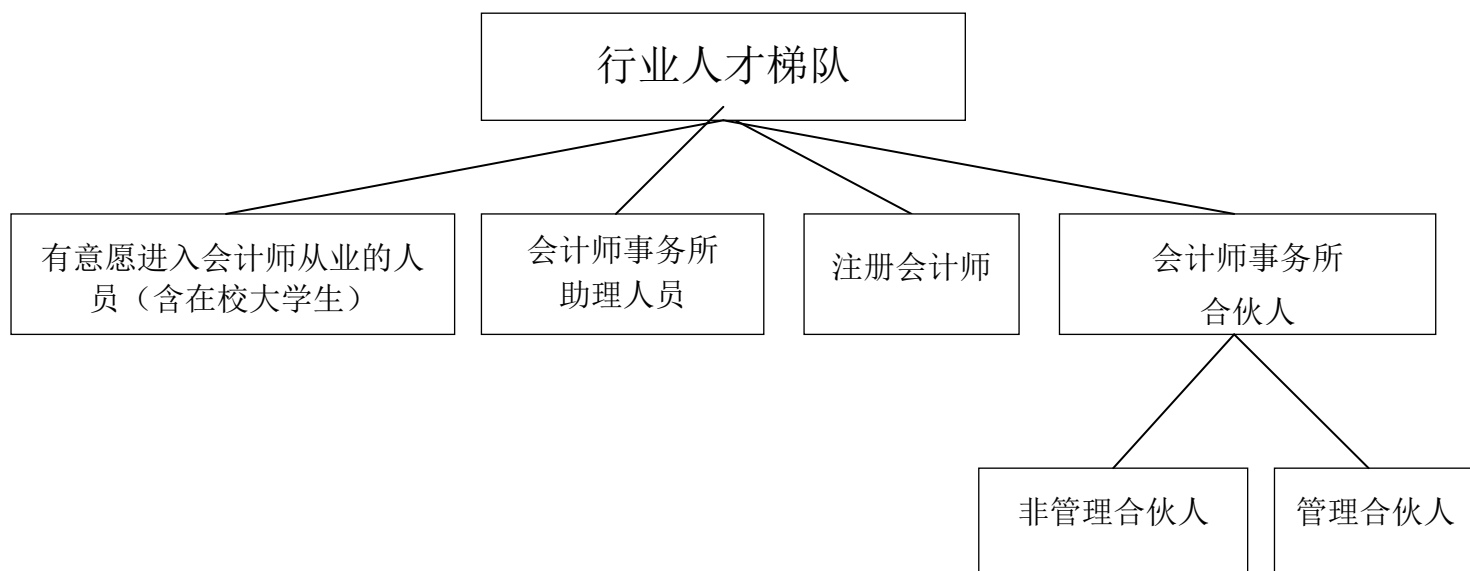 行业人才梯队
有意愿进入会计师从业的人
员（含在校大学生）
会计师事务所
助理人员
注册会计师
会计师事务所
合伙人
非管理合伙人
管理合伙人